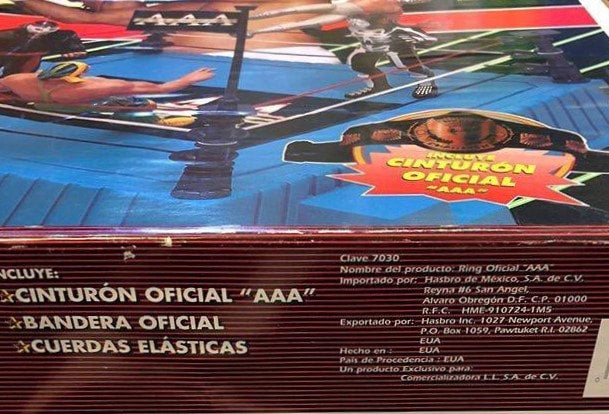 AAA
INCLUYE
CINTURÓN
OFICIAL
"AAA"
NCLUYE:
CINTURÓN OFICIAL "AAA"
BANDERA OFICIAL
CUERDAS ELÁSTICAS
Clave 7030
Nombre del producto: Ring Oficial "AAA"
Importado por: Hasbro de México, S.A. de C.V.
Reyna #6 San Angel,
Alvaro Obregón D.F. C.P. 01000
R.F.C. HME-910724-1M5
Exportado por: Hasbro Inc. 1027 Newport Avenue,
P.O. Box 1059, Pawtuket R.I. 02862
EUA
Hecho en : EUA
País de Procedencia : EUA
Un producto Exclusivo para:
Comercializadora L.L. S.A. de C.V.